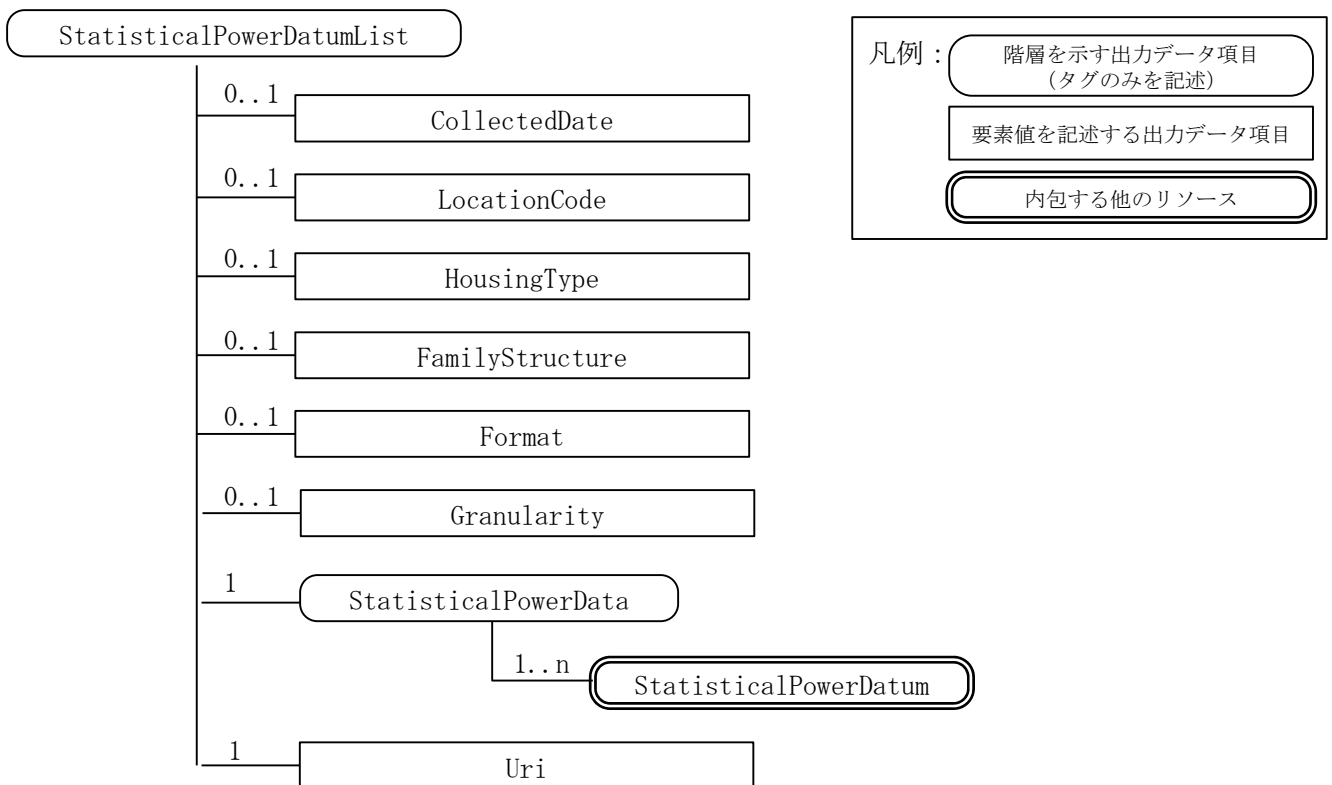 StatisticalPowerDatumList
凡例：
階層を示す出力データ項目
(タグのみを記述)
要素値を記述する出力データ項目
内包する他のリソース
0..1
CollectedDate
0..1
LocationCode
0..1
HousingType
0..1
FamilyStructure
0..1
Format
0..1
Granularity
1
StatisticalPowerData
1..n
StatisticalPowerDatum
1
Uri